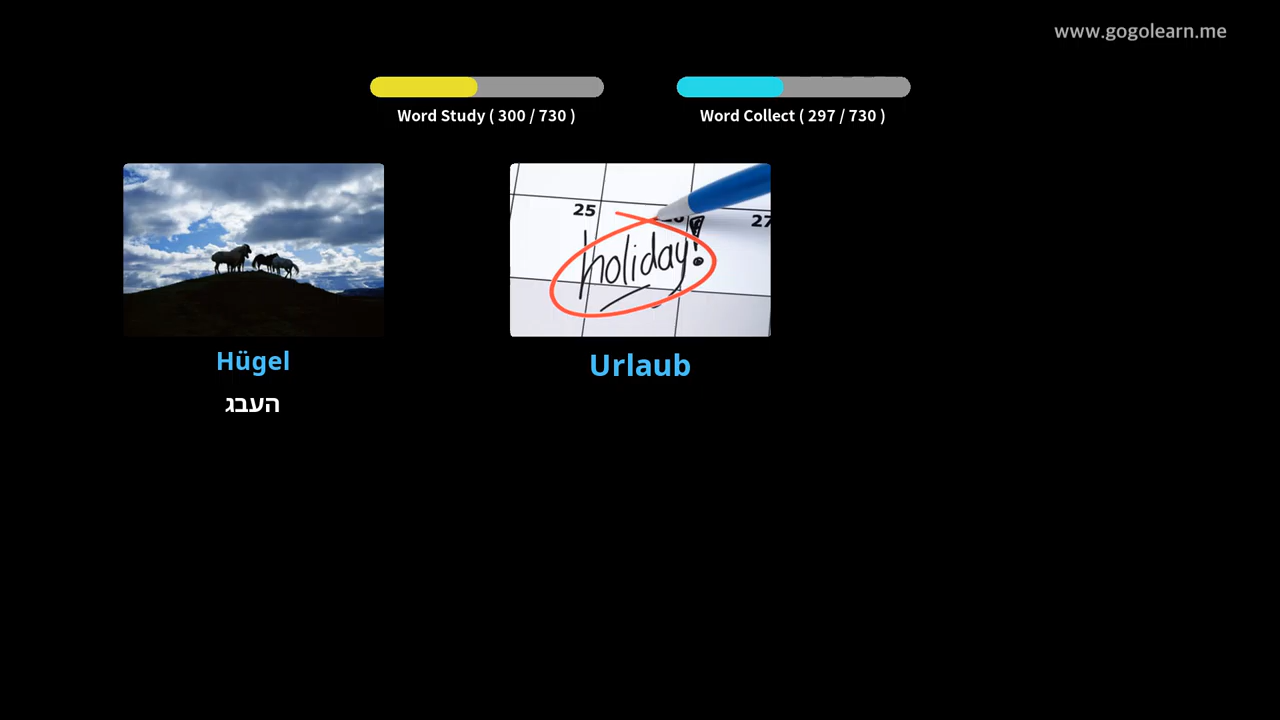 www.gogolearn.me
Word Study ( 300 / 730 )
Word Collect ( 297 / 730 )
25
27
holiday!
Hügel
Urlaub
העבג